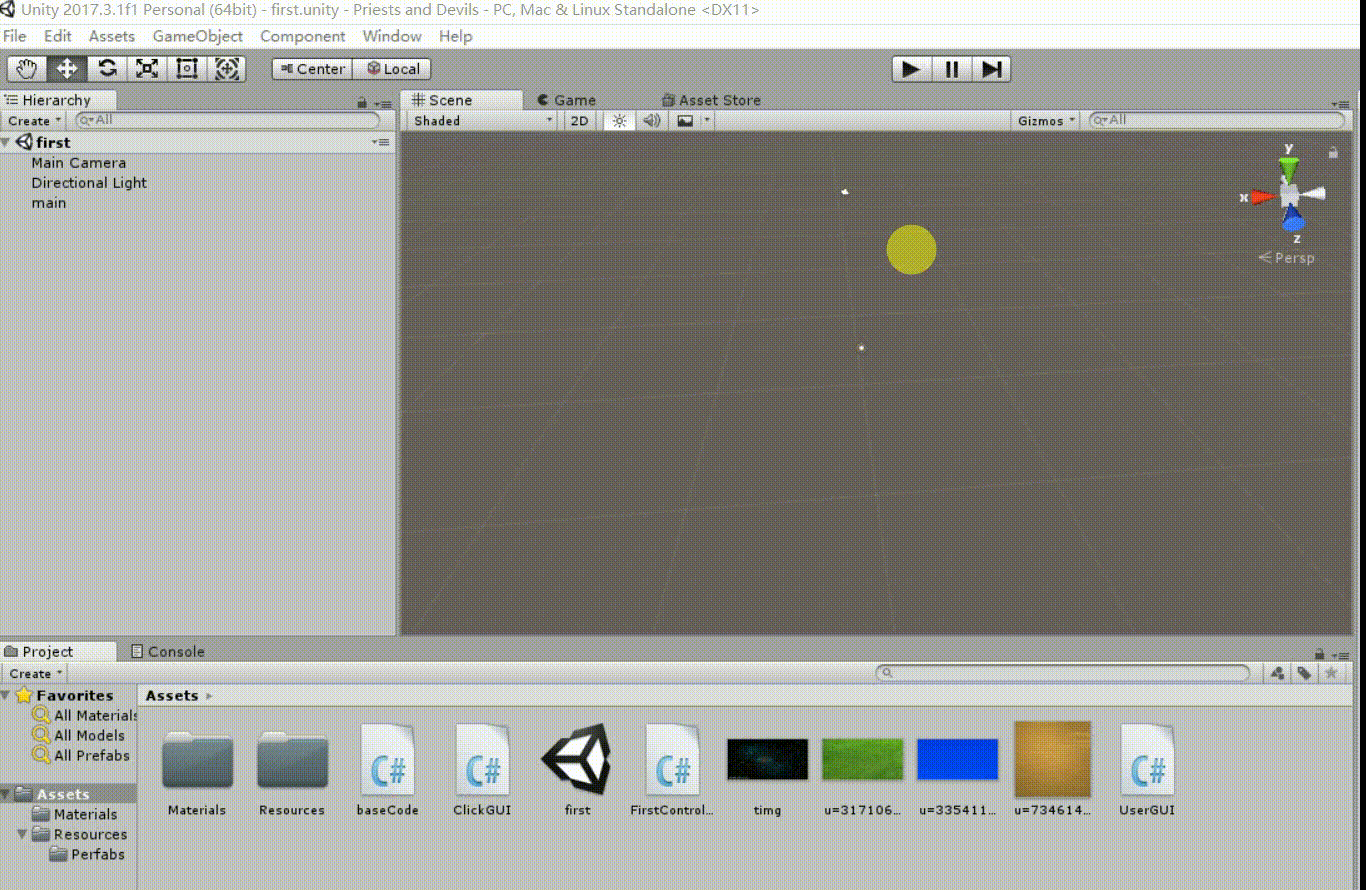 Unity 2017.3.1f1 Personal (64bit) - first.unity - Priests and Devils - PC, Mac & Linux Standalone <DX11>
File Edit Assets GameObject Component Window Help
Center Local
Hierarchy
Create All
first
Main Camera
Directional Light
main
Scene Game Asset Store
Shaded 2D Gizmos All
y
x
z
Persp
Project Console
Create
Favorites
All Materials
All Models
All Prefabs
Assets
Materials
Resources
Perfabs
Assets
Materials Resources baseCode ClickGUI first FirstControl... timg u=317106... u=335411... u=734614... UserGUI
C# C# C# C#